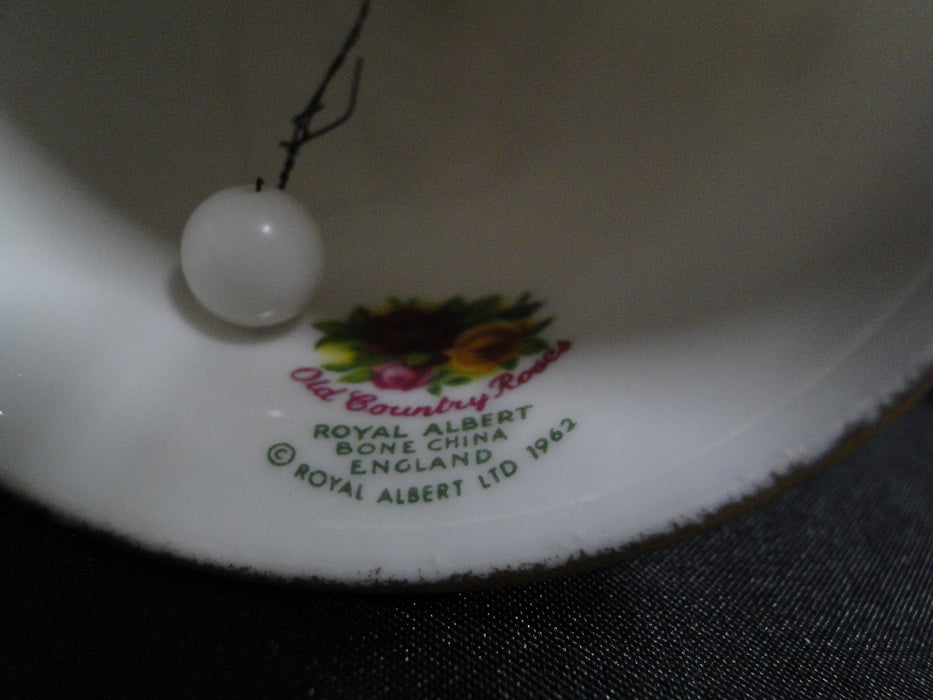 Old Country Roses
ROYAL ALBERT
BONE CHINA
ENGLAND
© ROYAL ALBERT LTD 1962